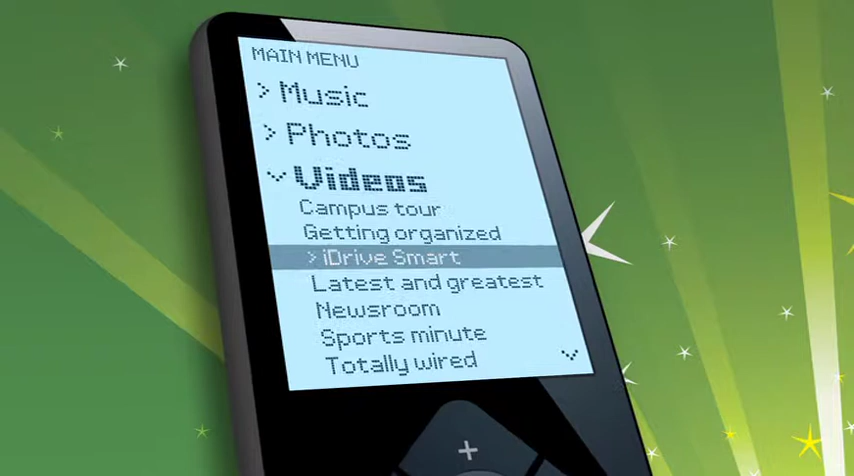 MAIN MENU
> Music
> Photos
Videos
Campus tour
Getting organized
> iDrive Smart
Latest and greatest
Newsroom
Sports minute
Totally wired
+